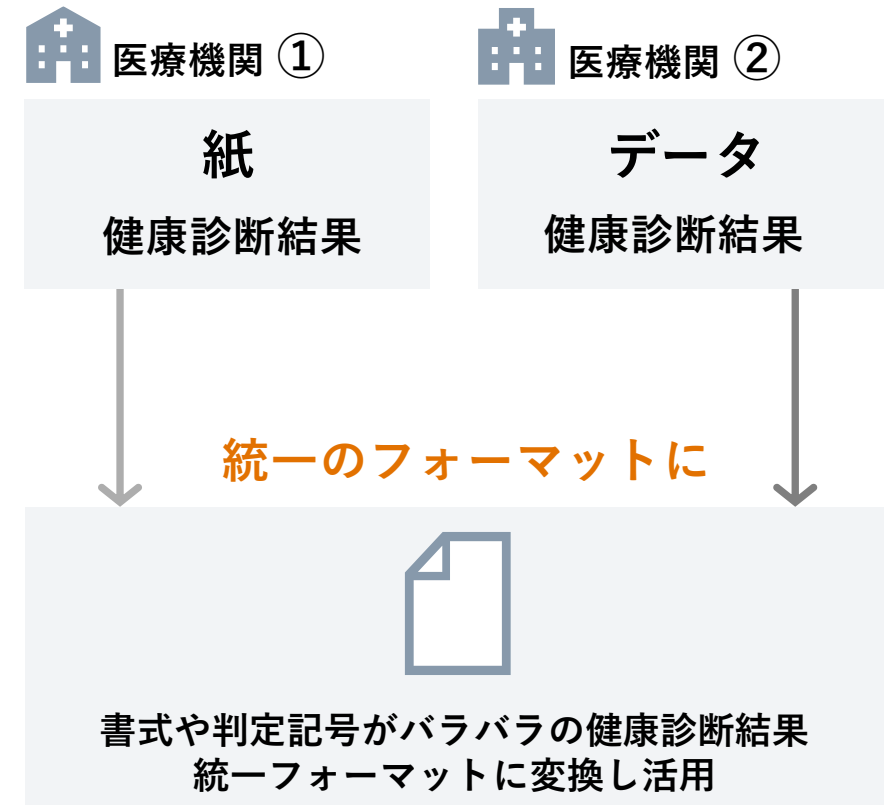 医療機関 ①
医療機関 ②
紙
健康診断結果
データ
健康診断結果
統一のフォーマットに
書式や判定記号がバラバラの健康診断結果
統一フォーマットに変換し活用